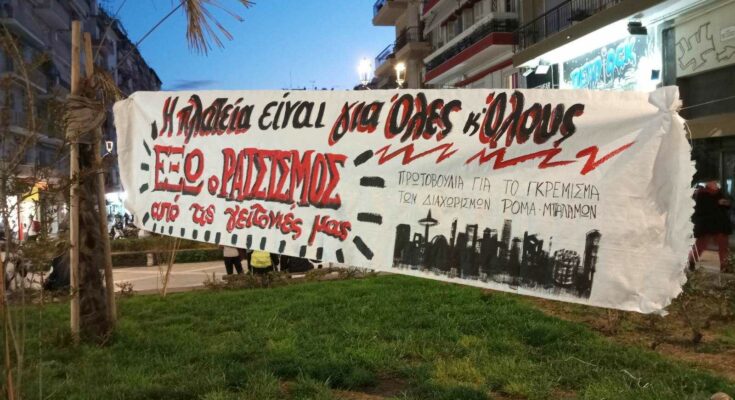 Η πλατεία είναι για Όλες κ' Όλους
ΕΞΩ ο ΡΑΤΣΙΣΜΟΣ
από τις γειτονιές μας
ΠΡΩΤΟΒΟΥΛΙΑ ΓΙΑ ΤΟ ΓΚΡΕΜΙΣΜΑ
ΤΩΝ ΔΙΑΧΩΡΙΣΜΩΝ ΡΟΜΑ-ΜΠΑΛΑΜΩΝ